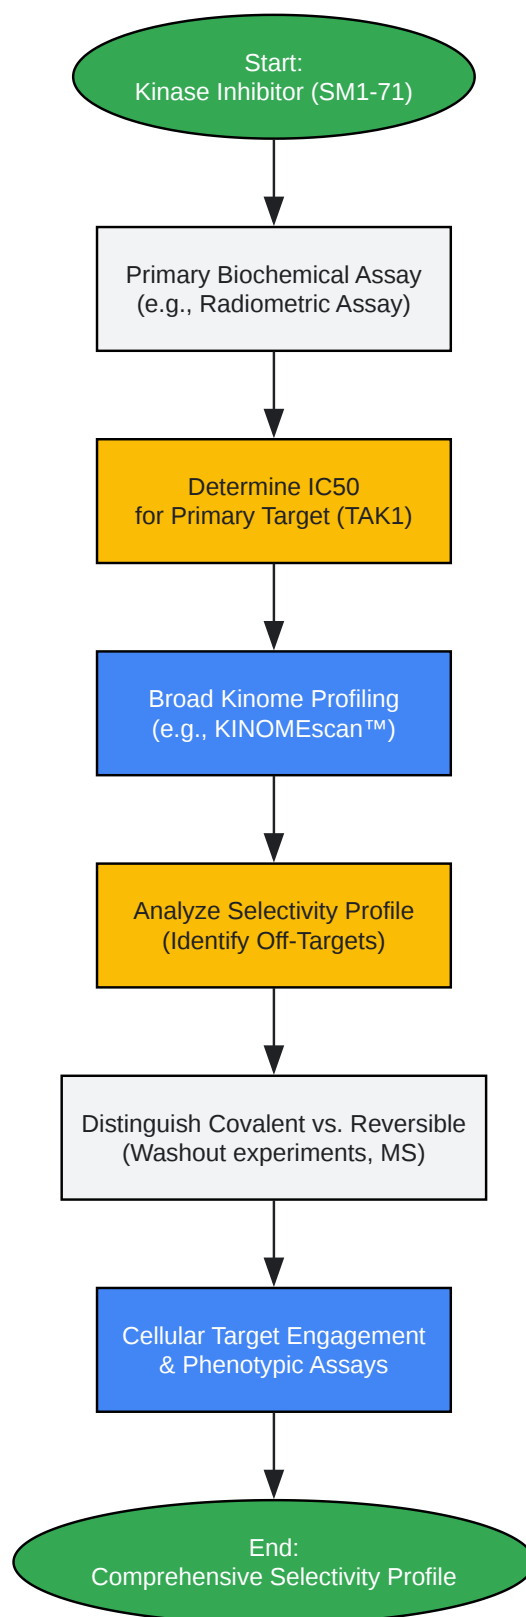 Start:
Kinase Inhibitor (SM1-71)
Primary Biochemical Assay
(e.g., Radiometric Assay)
Determine IC50
for Primary Target (TAK1)
Broad Kinome Profiling
(e.g., KINOMEscan™)
Analyze Selectivity Profile
(Identify Off-Targets)
Distinguish Covalent vs. Reversible
(Washout experiments, MS)
Cellular Target Engagement
& Phenotypic Assays
End:
Comprehensive Selectivity Profile